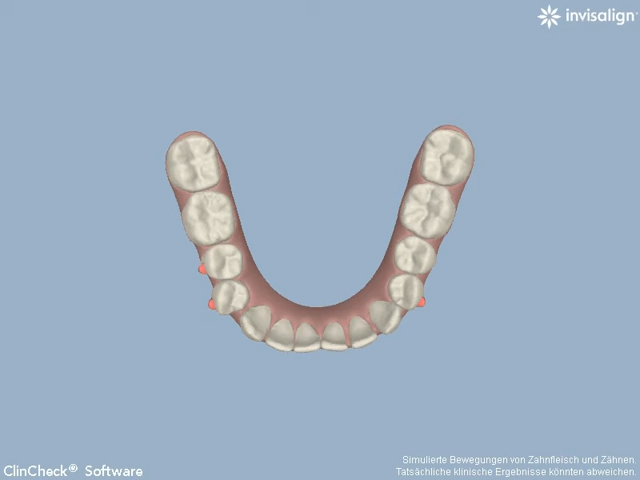 invisalign
Simulierte Bewegungen von Zahnfleisch und Zähnen.
ClinCheck® Software
Tatsächliche klinische Ergebnisse könnten abweichen.